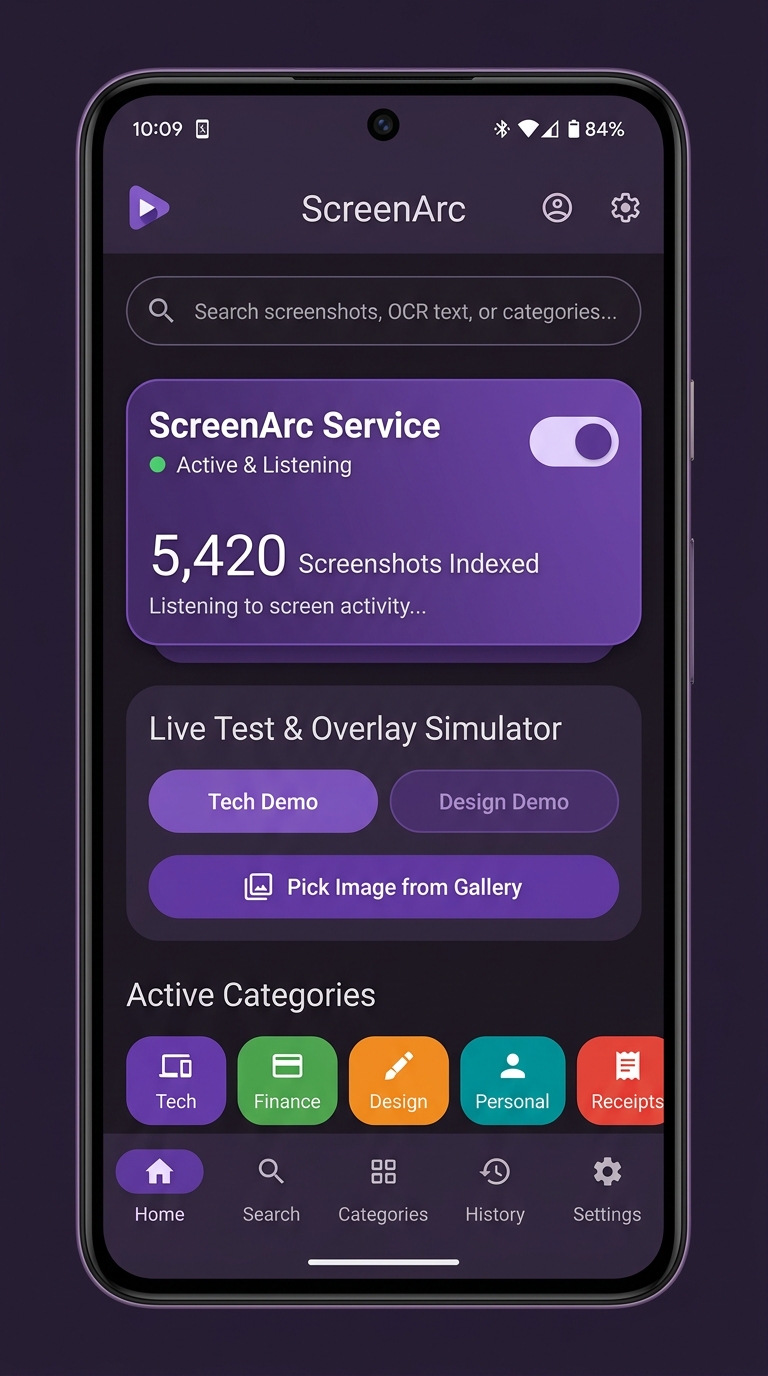 10:09
84%
ScreenArc
Search screenshots, OCR text, or categories...
ScreenArc Service
Active & Listening
5,420 Screenshots Indexed
Listening to screen activity...
Live Test & Overlay Simulator
Tech Demo
Design Demo
Pick Image from Gallery
Active Categories
Tech
Finance
Design
Personal
Receipts
Home
Search
Categories
History
Settings